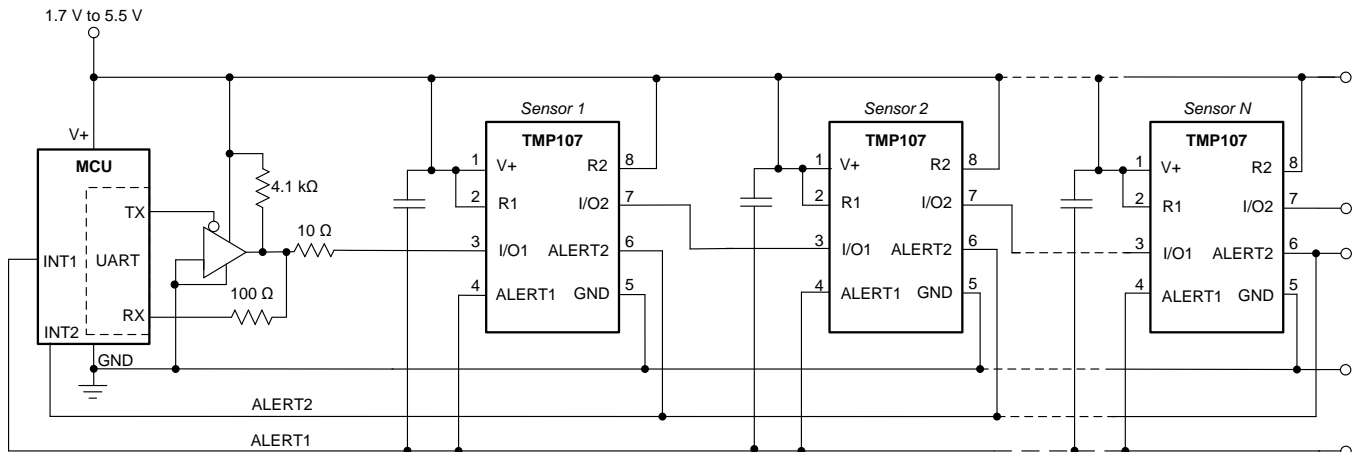 1.7 V to 5.5 V
V+
MCU
TX
UART
INT1
RX
INT2
GND
4.1 kΩ
10 Ω
100 Ω
Sensor 1
TMP107
1
V+
R2
8
2
R1
I/O2
7
3
I/O1
ALERT2
6
4
ALERT1
GND
5
Sensor 2
TMP107
1
V+
R2
8
2
R1
I/O2
7
3
I/O1
ALERT2
6
4
ALERT1
GND
5
Sensor N
TMP107
1
V+
R2
8
2
R1
I/O2
7
3
I/O1
ALERT2
6
4
ALERT1
GND
5
ALERT2
ALERT1